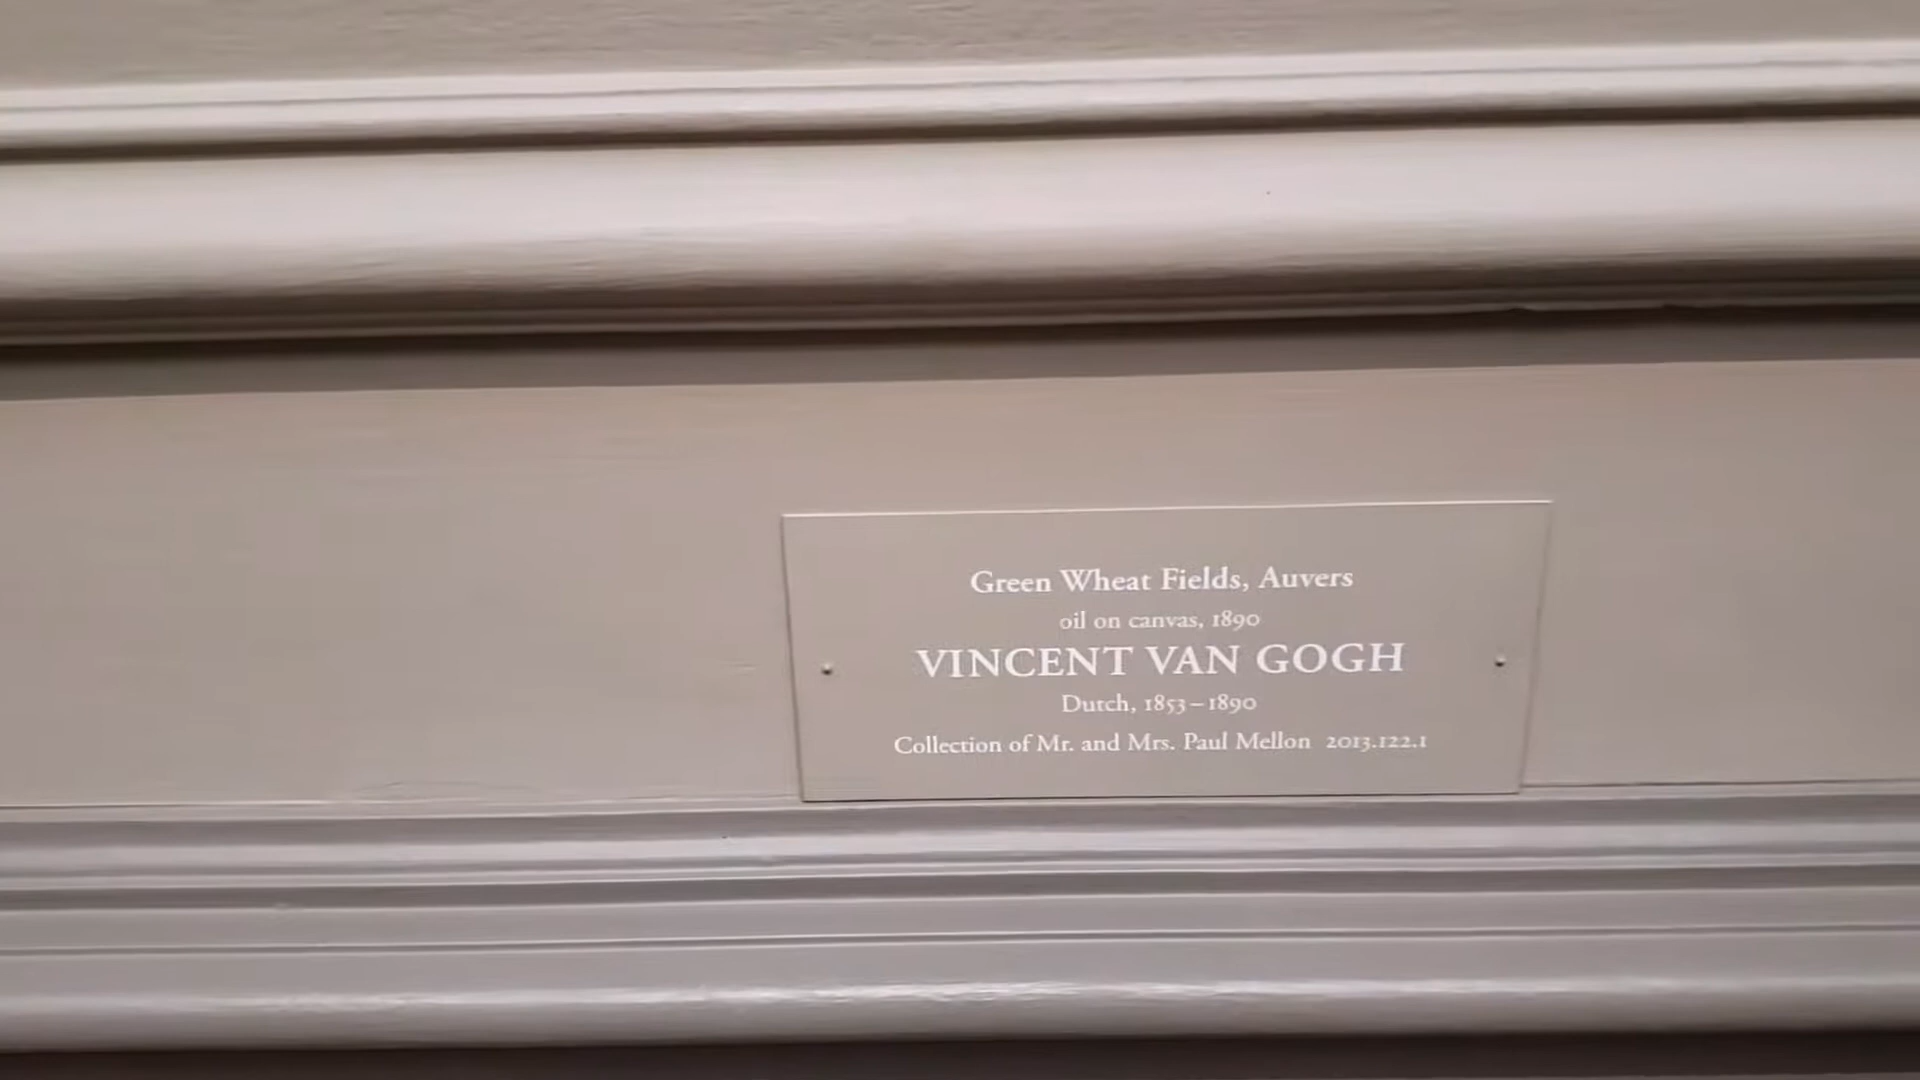 Green Wheat Fields, Auvers
oil on canvas, 1890
VINCENT VAN GOGH
Dutch, 1853–1890
Collection of Mr. and Mrs. Paul Mellon 2013.122.1